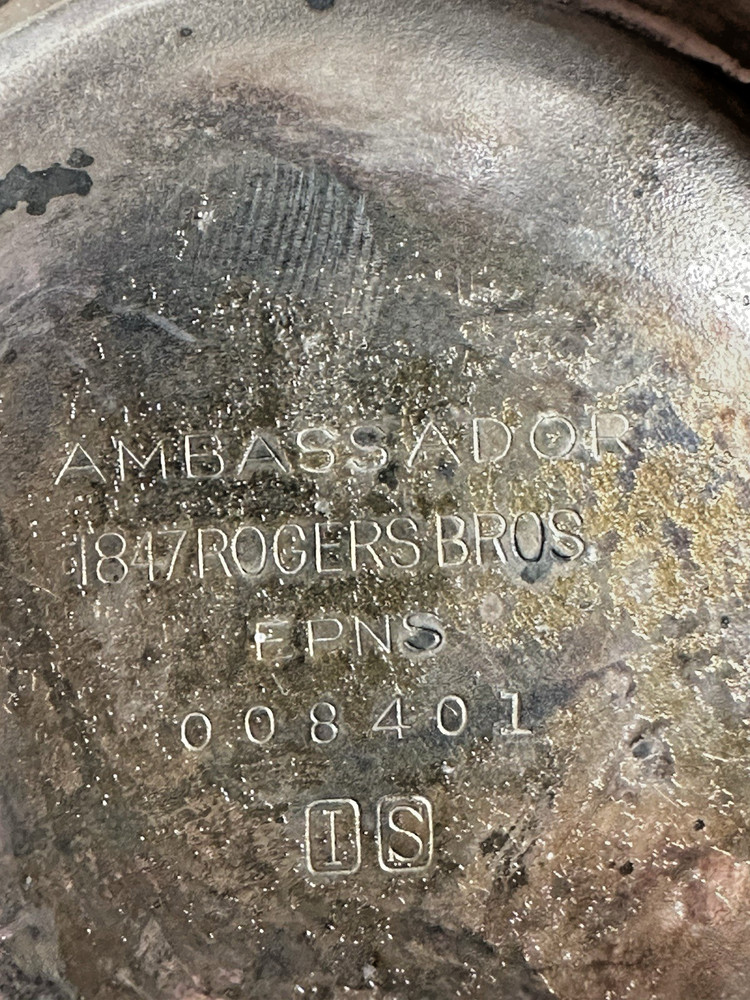 AMBASSADOR
1847 ROGERS BROS
EPNS
008401
IS